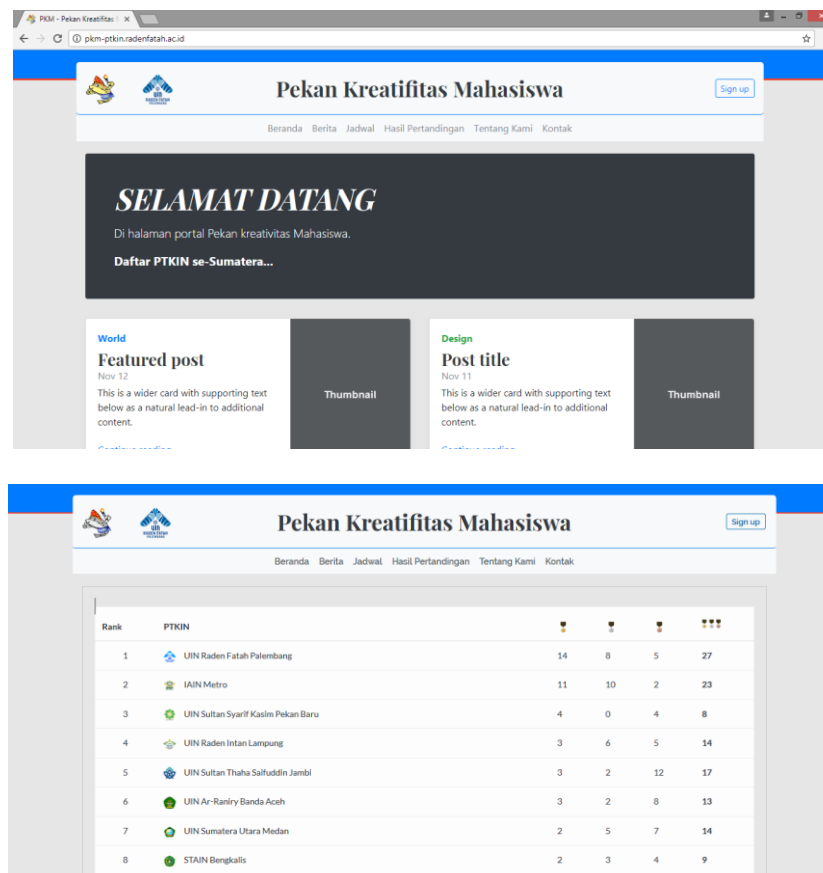 PKM - Pekan Kreatifitas
pkm-ptkin.radenfatah.ac.id
Pekan Kreatifitas Mahasiswa
Sign up
Beranda Berita Jadwal Hasil Pertandingan Tentang Kami Kontak
SELAMAT DATANG
Di halaman portal Pekan kreativitas Mahasiswa.
Daftar PTKIN se-Sumatera...
World
Featured post
Nov 12
This is a wider card with supporting text
below as a natural lead-in to additional
content.
Continue reading
Thumbnail
Design
Post title
Nov 11
This is a wider card with supporting text
below as a natural lead-in to additional
content.
Continue reading
Thumbnail
uin
RADEN FATAH
PALEMBANG
Pekan Kreatifitas Mahasiswa
Sign up
Beranda Berita Jadwal Hasil Pertandingan Tentang Kami Kontak
Rank PTKIN
1 UIN Raden Fatah Palembang 14 8 5 27
2 IAIN Metro 11 10 2 23
3 UIN Sultan Syarif Kasim Pekan Baru 4 0 4 8
4 UIN Raden Intan Lampung 3 6 5 14
5 UIN Sultan Thaha Saifuddin Jambi 3 2 12 17
6 UIN Ar-Raniry Banda Aceh 3 2 8 13
7 UIN Sumatera Utara Medan 2 5 7 14
8 STAIN Bengkalis 2 3 4 9